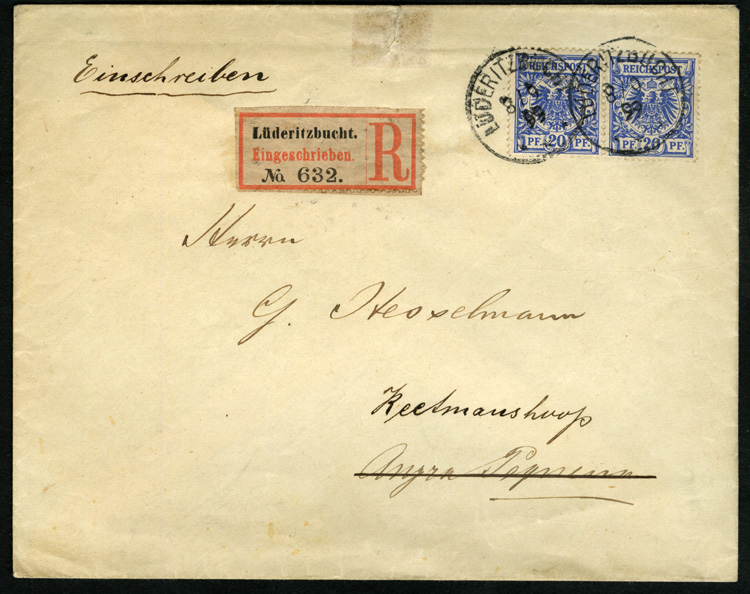 Einschreiben
LÜDERITZBUCHT
REICHSPOST
REICHSPOST
PF. 20 PF.
PF. 20 PF.
Lüderitzbucht.
Eingeschrieben.
No. 632.
R
Herrn
G. Hesselmann
Keetmanshoop
Angra Pequena